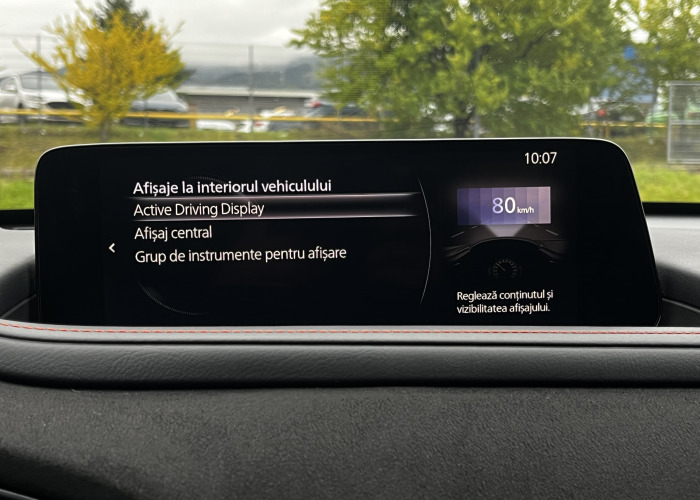 10:07
Afișaje la interiorul vehiculului
Active Driving Display
Afișaj central
Grup de instrumente pentru afișare
80 km/h
Reglează conținutul și
vizibilitatea afișajului.